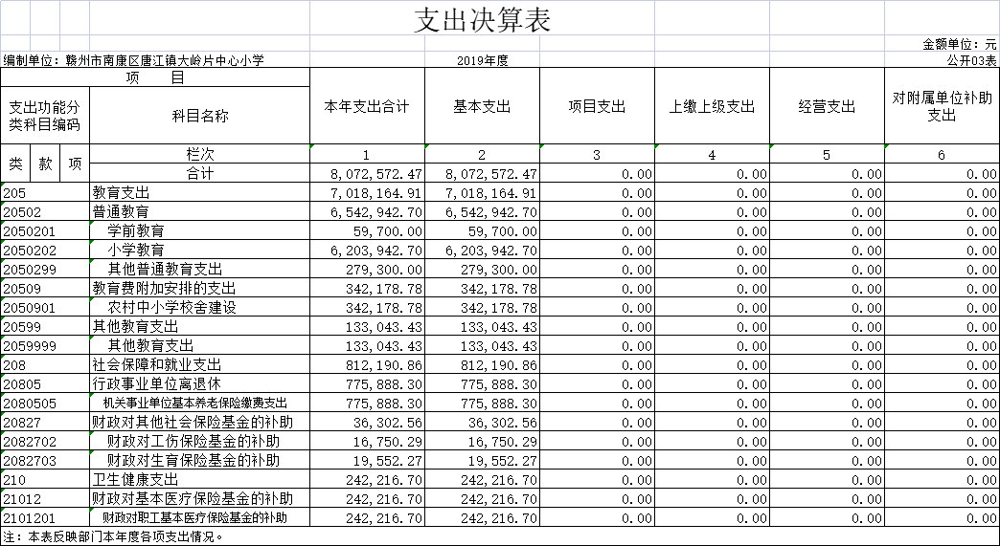 支出决算表
金额单位：元
编制单位：赣州市南康区唐江镇大岭片中心小学 2019年度 公开03表
项 目 本年支出合计 基本支出 项目支出 上缴上级支出 经营支出 对附属单位补助支出
支出功能分类科目编码 科目名称
类 款 项 栏次 1 2 3 4 5 6
合计 8,072,572.47 8,072,572.47 0.00 0.00 0.00 0.00
205 教育支出 7,018,164.91 7,018,164.91 0.00 0.00 0.00 0.00
20502 普通教育 6,542,942.70 6,542,942.70 0.00 0.00 0.00 0.00
2050201 学前教育 59,700.00 59,700.00 0.00 0.00 0.00 0.00
2050202 小学教育 6,203,942.70 6,203,942.70 0.00 0.00 0.00 0.00
2050299 其他普通教育支出 279,300.00 279,300.00 0.00 0.00 0.00 0.00
20509 教育费附加安排的支出 342,178.78 342,178.78 0.00 0.00 0.00 0.00
2050901 农村中小学校舍建设 342,178.78 342,178.78 0.00 0.00 0.00 0.00
20599 其他教育支出 133,043.43 133,043.43 0.00 0.00 0.00 0.00
2059999 其他教育支出 133,043.43 133,043.43 0.00 0.00 0.00 0.00
208 社会保障和就业支出 812,190.86 812,190.86 0.00 0.00 0.00 0.00
20805 行政事业单位离退休 775,888.30 775,888.30 0.00 0.00 0.00 0.00
2080505 机关事业单位基本养老保险缴费支出 775,888.30 775,888.30 0.00 0.00 0.00 0.00
20827 财政对其他社会保险基金的补助 36,302.56 36,302.56 0.00 0.00 0.00 0.00
2082702 财政对工伤保险基金的补助 16,750.29 16,750.29 0.00 0.00 0.00 0.00
2082703 财政对生育保险基金的补助 19,552.27 19,552.27 0.00 0.00 0.00 0.00
210 卫生健康支出 242,216.70 242,216.70 0.00 0.00 0.00 0.00
21012 财政对基本医疗保险基金的补助 242,216.70 242,216.70 0.00 0.00 0.00 0.00
2101201 财政对职工基本医疗保险基金的补助 242,216.70 242,216.70 0.00 0.00 0.00 0.00
注：本表反映部门本年度各项支出情况。